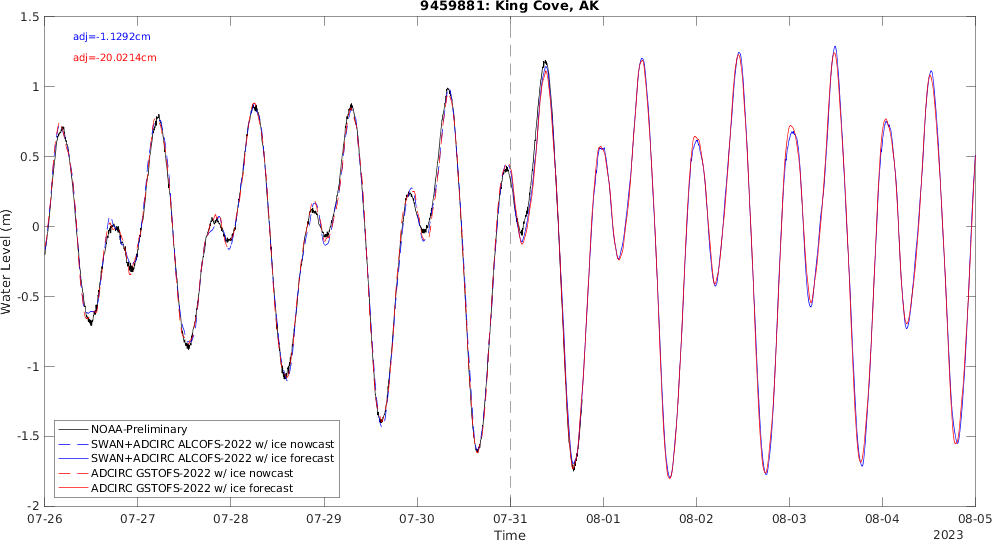 9459881: King Cove, AK
adj=-1.1292cm
adj=-20.0214cm
Water Level (m)
1.5
1
0.5
0
-0.5
-1
-1.5
-2
NOAA-Preliminary
SWAN+ADCIRC ALCOFS-2022 w/ ice nowcast
SWAN+ADCIRC ALCOFS-2022 w/ ice forecast
ADCIRC GSTOFS-2022 w/ ice nowcast
ADCIRC GSTOFS-2022 w/ ice forecast
07-26 07-27 07-28 07-29 07-30 07-31 08-01 08-02 08-03 08-04 08-05
Time
2023